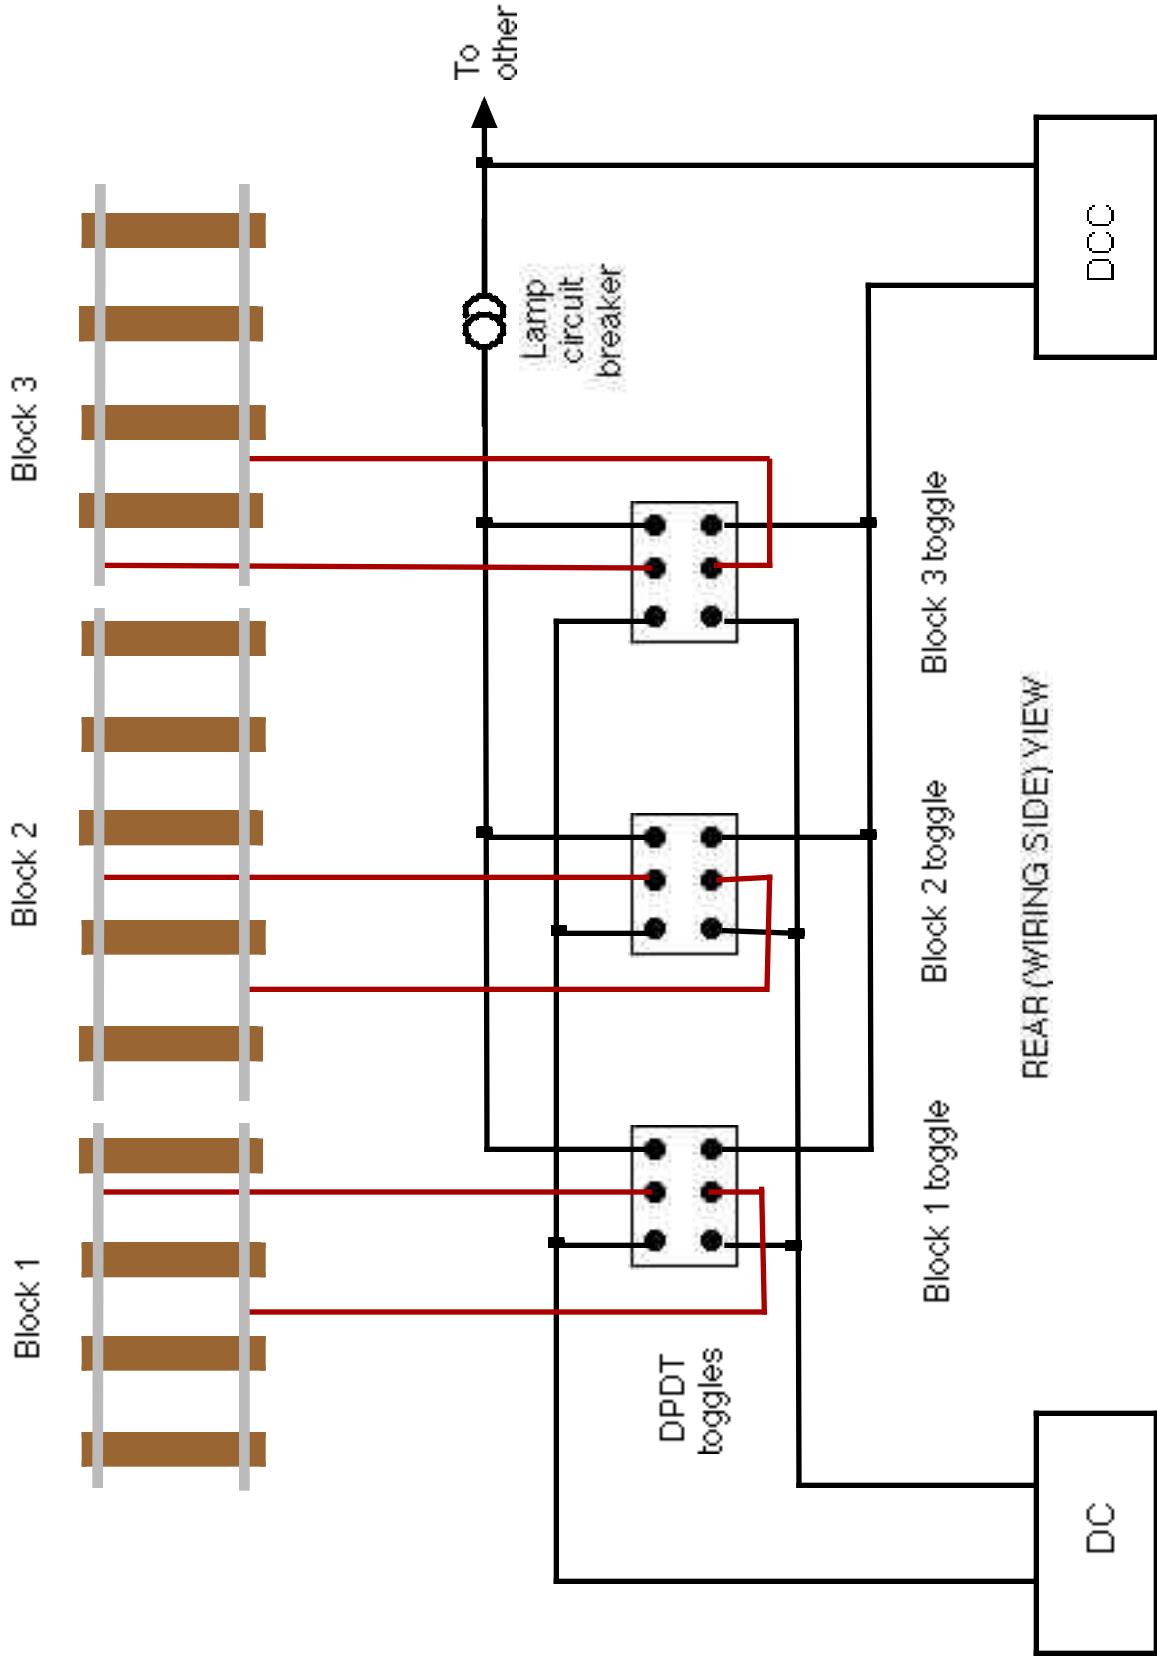 Block 1
Block 2
Block 3
To
other
Lamp
circuit
breaker
DPDT
toggles
Block 1 toggle
Block 2 toggle
Block 3 toggle
REAR (WIRING SIDE) VIEW
DC
DCC